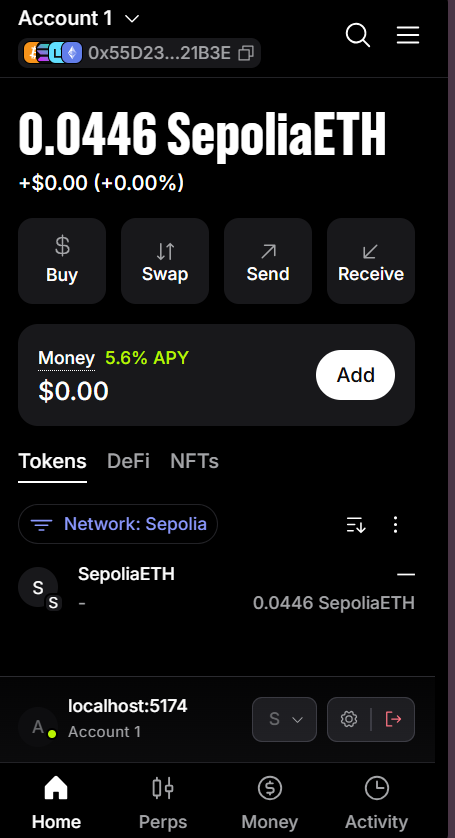 Account 1
0x55D23...21B3E
0.0446 SepoliaETH
+$0.00 (+0.00%)
Buy
Swap
Send
Receive
Money 5.6% APY
$0.00
Add
Tokens DeFi NFTs
Network: Sepolia
S
S
SepoliaETH —
- 0.0446 SepoliaETH
A
localhost:5174
Account 1
S
Home Perps Money Activity